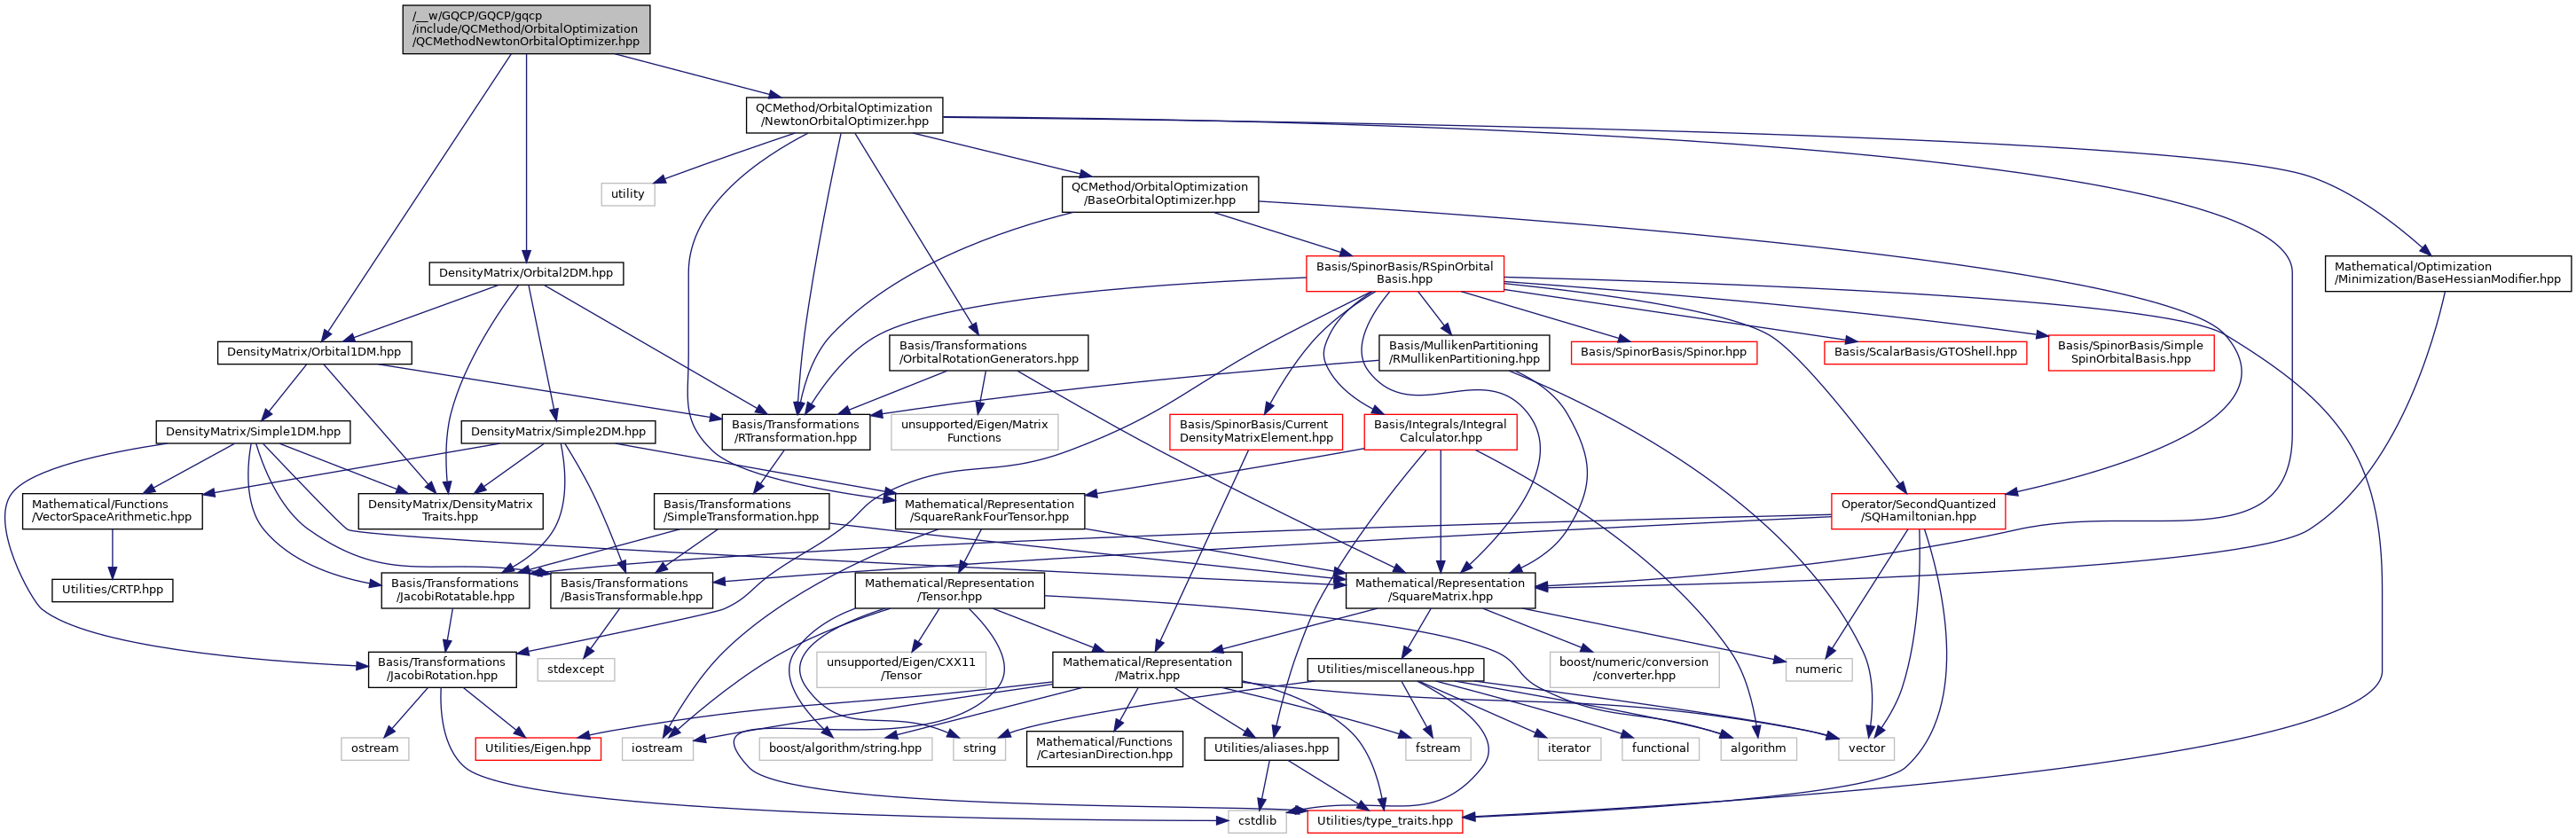 /__w/GQCP/GQCP/gqcp
/include/QCMethod/OrbitalOptimization
/QCMethodNewtonOrbitalOptimizer.hpp
QCMethod/OrbitalOptimization
/NewtonOrbitalOptimizer.hpp
utility
QCMethod/OrbitalOptimization
/BaseOrbitalOptimizer.hpp
DensityMatrix/Orbital2DM.hpp
Basis/SpinorBasis/RSpinOrbital
Basis.hpp
Mathematical/Optimization
/Minimization/BaseHessianModifier.hpp
DensityMatrix/Orbital1DM.hpp
Basis/Transformations
/OrbitalRotationGenerators.hpp
Basis/MullikenPartitioning
/RMullikenPartitioning.hpp
Basis/SpinorBasis/Spinor.hpp
Basis/ScalarBasis/GTOShell.hpp
Basis/SpinorBasis/Simple
SpinOrbitalBasis.hpp
DensityMatrix/Simple1DM.hpp
DensityMatrix/Simple2DM.hpp
Basis/Transformations
/RTransformation.hpp
unsupported/Eigen/Matrix
Functions
Basis/SpinorBasis/Current
DensityMatrixElement.hpp
Basis/Integrals/Integral
Calculator.hpp
Mathematical/Functions
/VectorSpaceArithmetic.hpp
DensityMatrix/DensityMatrix
Traits.hpp
Basis/Transformations
/SimpleTransformation.hpp
Mathematical/Representation
/SquareRankFourTensor.hpp
Operator/SecondQuantized
/SQHamiltonian.hpp
Utilities/CRTP.hpp
Basis/Transformations
/JacobiRotatable.hpp
Basis/Transformations
/BasisTransformable.hpp
Mathematical/Representation
/Tensor.hpp
Mathematical/Representation
/SquareMatrix.hpp
Basis/Transformations
/JacobiRotation.hpp
stdexcept
unsupported/Eigen/CXX11
/Tensor
Mathematical/Representation
/Matrix.hpp
Utilities/miscellaneous.hpp
boost/numeric/conversion
/converter.hpp
numeric
ostream
Utilities/Eigen.hpp
iostream
boost/algorithm/string.hpp
string
Mathematical/Functions
/CartesianDirection.hpp
Utilities/aliases.hpp
fstream
iterator
functional
algorithm
vector
cstdlib
Utilities/type_traits.hpp